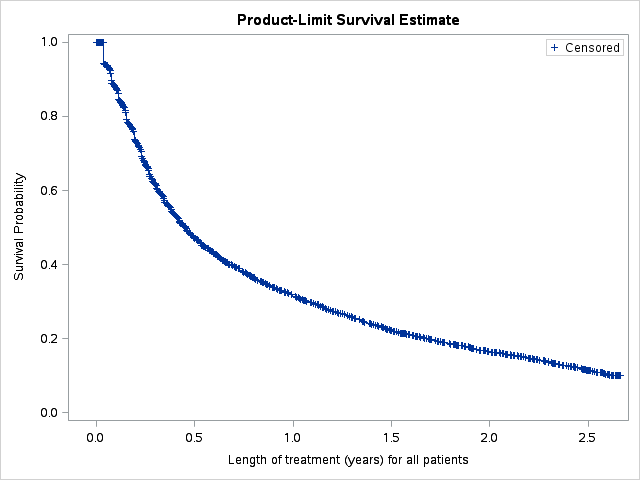 Product-Limit Survival Estimate
+ Censored
1.0
0.8
0.6
0.4
0.2
0.0
Survival Probability
0.0 0.5 1.0 1.5 2.0 2.5
Length of treatment (years) for all patients